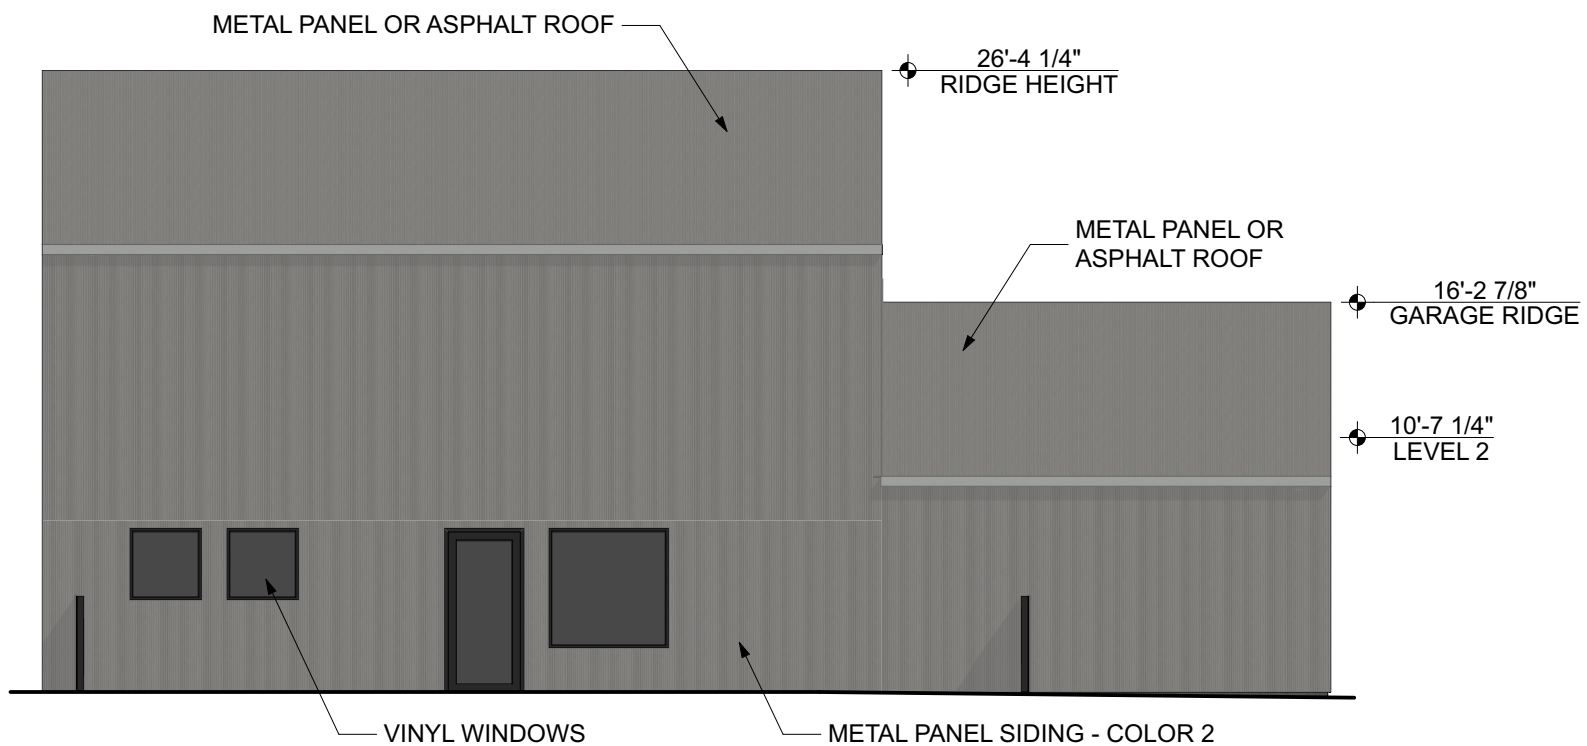 METAL PANEL OR ASPHALT ROOF
26'-4 1/4"
RIDGE HEIGHT
METAL PANEL OR
ASPHALT ROOF
16'-2 7/8"
GARAGE RIDGE
10'-7 1/4"
LEVEL 2
VINYL WINDOWS
METAL PANEL SIDING - COLOR 2